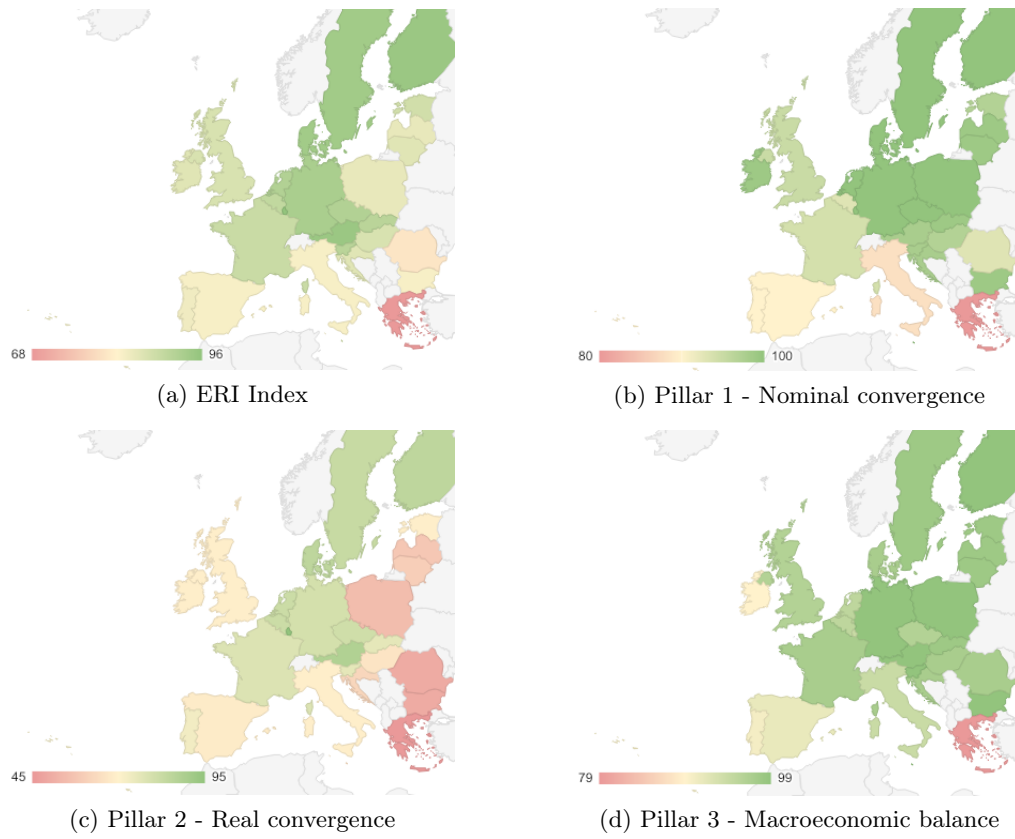 68
96
(a) ERI Index
80
100
(b) Pillar 1 - Nominal convergence
45
95
(c) Pillar 2 - Real convergence
79
99
(d) Pillar 3 - Macroeconomic balance